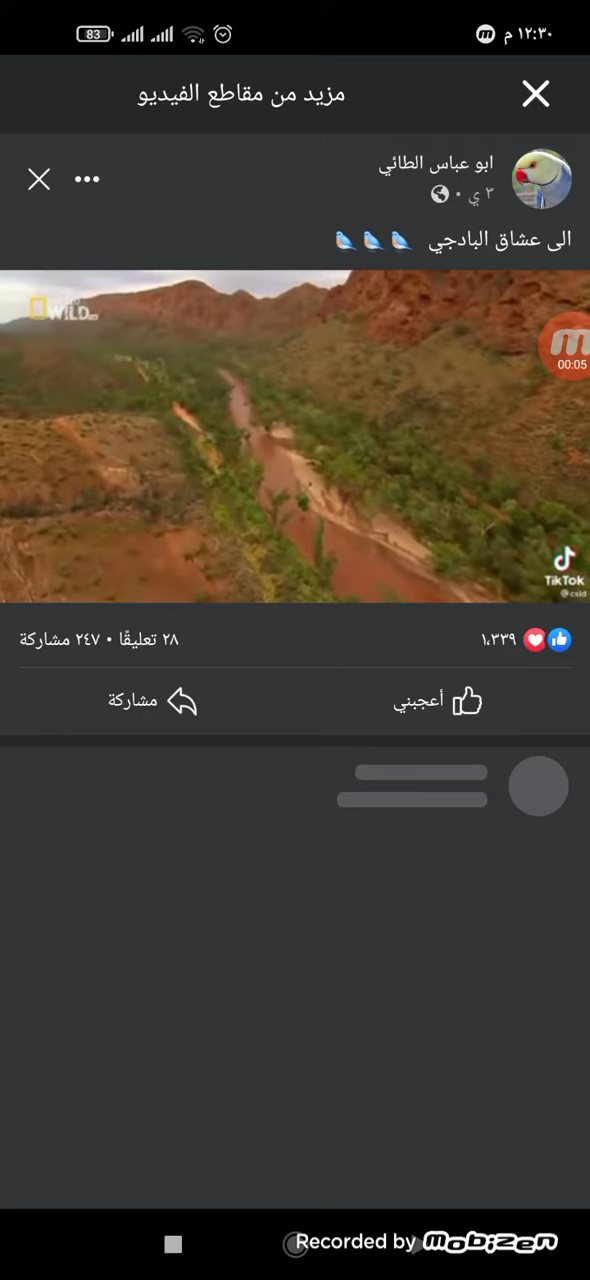 83
١٢:٣٠ م
مزيد من مقاطع الفيديو
ابو عباس الطائي
٣ ي •
الى عشاق البادجي 🐦🐦🐦
WILD
00:05
TikTok
@csld
١،٣٣٩
٢٨ تعليقًا • ٢٤٧ مشاركة
أعجبني
مشاركة
Recorded by mobizen